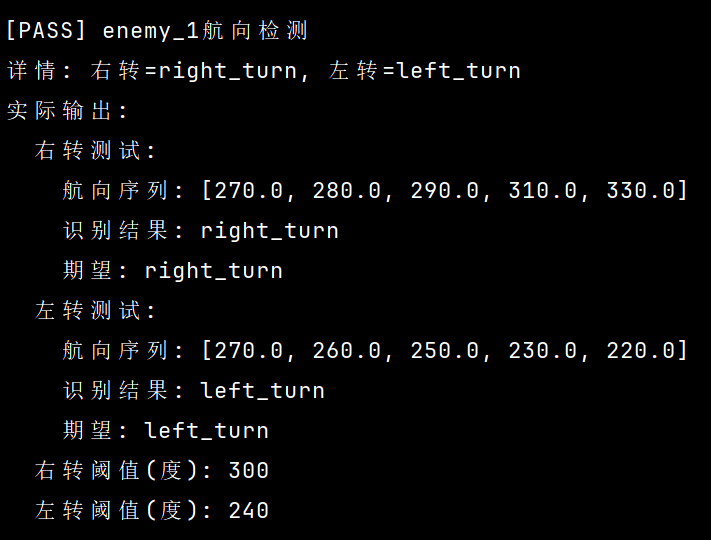 [PASS] enemy_1航向检测
详情: 右转=right_turn, 左转=left_turn
实际输出:
右转测试:
航向序列: [270.0, 280.0, 290.0, 310.0, 330.0]
识别结果: right_turn
期望: right_turn
左转测试:
航向序列: [270.0, 260.0, 250.0, 230.0, 220.0]
识别结果: left_turn
期望: left_turn
右转阈值(度): 300
左转阈值(度): 240